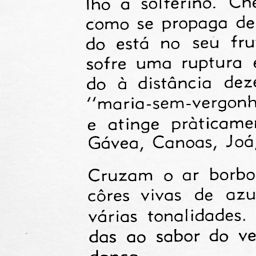 lho a solferino. Che
como se propaga de
do está no seu fru
sofre uma ruptura e
do à distância deze
''maria-sem-vergonh
e atinge pràticame
Gávea, Canoas, Joá,
Cruzam o ar borbo
côres vivas de azu
várias tonalidades.
das ao sabor do ve